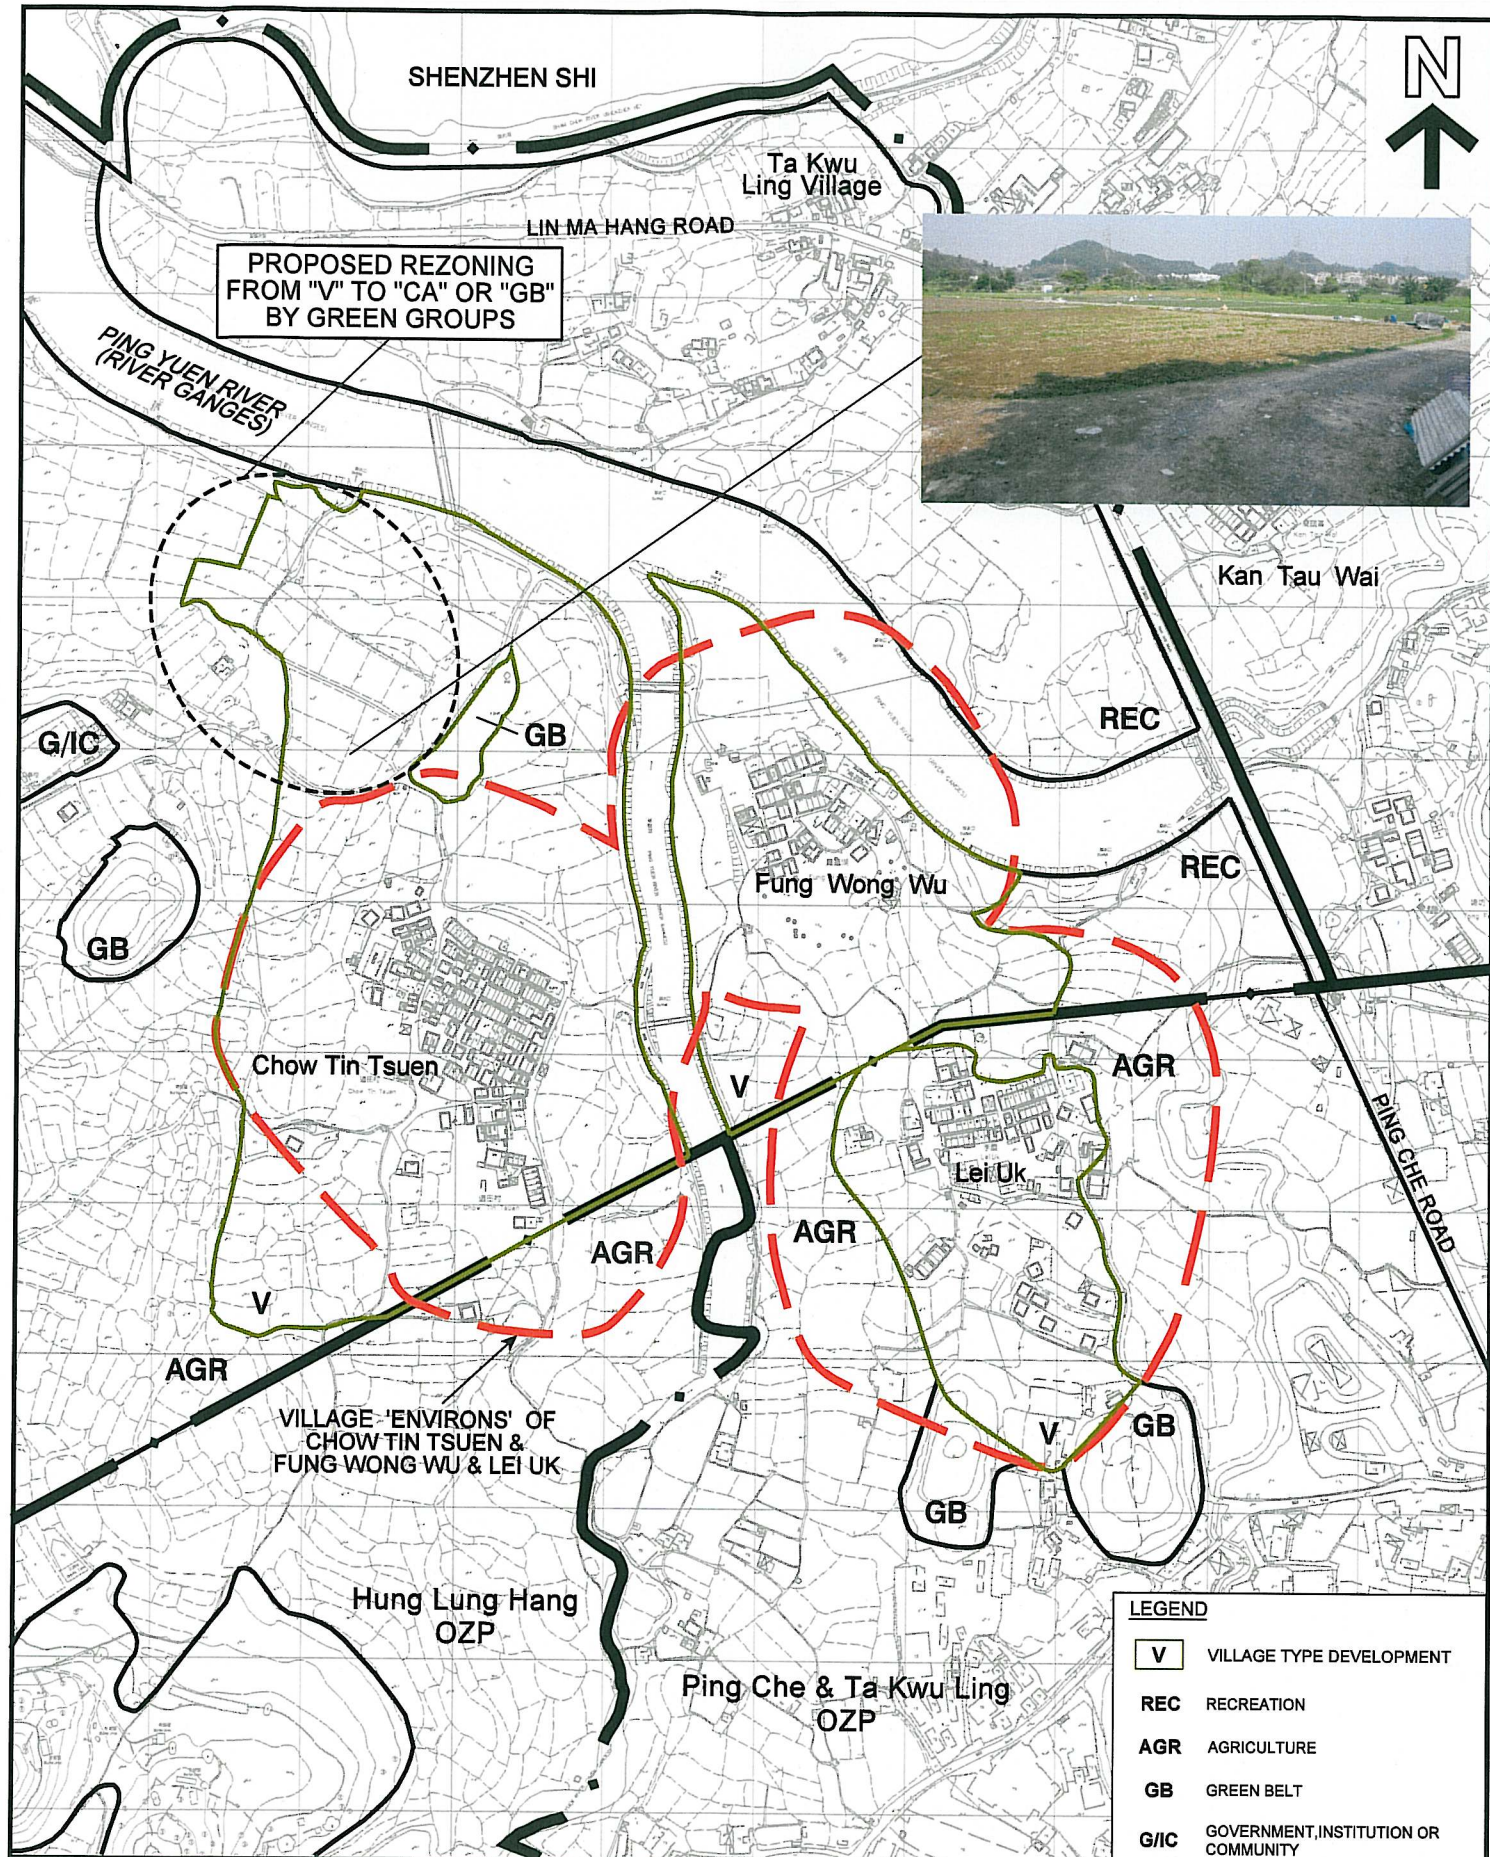 SHENZHEN SHI
N
Ta Kwu
Ling Village
LIN MA HANG ROAD
PROPOSED REZONING
FROM "V" TO "CA" OR "GB"
BY GREEN GROUPS
PING YUEN RIVER
(RIVER GANGES)
Kan Tau Wai
REC
G/IC
GB
REC
Fung Wong Wu
GB
Chow Tin Tsuen
V
AGR
PING CHE ROAD
Lei Uk
AGR
AGR
V
AGR
VILLAGE 'ENVIRONS' OF
CHOW TIN TSUEN &
FUNG WONG WU & LEI UK
V
GB
GB
Hung Lung Hang
OZP
Ping Che & Ta Kwu Ling
OZP
LEGEND
V VILLAGE TYPE DEVELOPMENT
REC RECREATION
AGR AGRICULTURE
GB GREEN BELT
G/IC GOVERNMENT,INSTITUTION OR
COMMUNITY